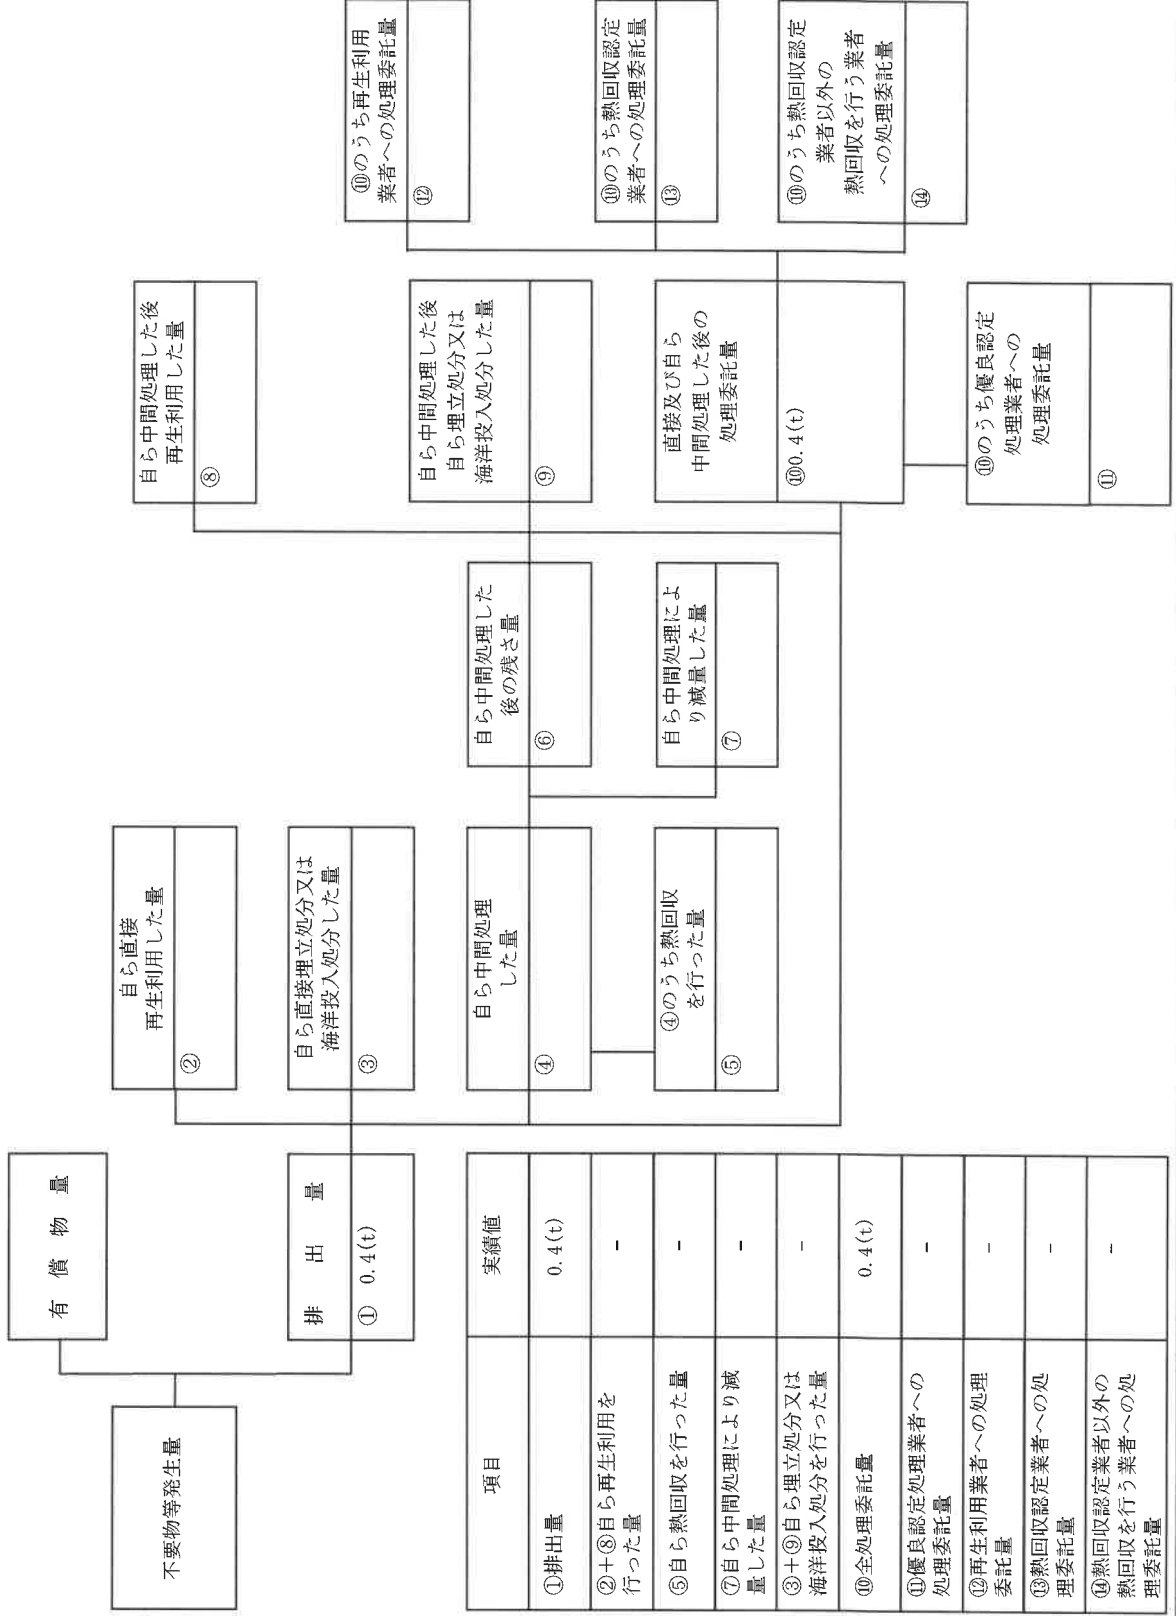 不要物等発生量
有 償 物 量
排 出 量
① 0.4(t)
自ら直接
再生利用した量
②
自ら直接埋立処分又は
海洋投入処分した量
③
自ら中間処理
した量
④
④のうち熱回収
を行った量
⑤
自ら中間処理した
後の残さ量
⑥
自ら中間処理によ
り減量した量
⑦
自ら中間処理した後
再生利用した量
⑧
自ら中間処理した後
自ら埋立処分又は
海洋投入処分した量
⑨
直接及び自ら
中間処理した後の
処理委託量
⑩0.4(t)
⑩のうち優良認定
処理業者への
処理委託量
⑪
⑩のうち再生利用
業者への処理委託量
⑫
⑩のうち熱回収認定
業者への処理委託量
⑬
⑩のうち熱回収認定
業者以外の
熱回収を行う業者
への処理委託量
⑭
項目 実績値
①排出量 0.4(t)
②+⑧自ら再生利用を
行った量 -
⑤自ら熱回収を行った量 -
⑦自ら中間処理により減
量した量 -
③+⑨自ら埋立処分又は
海洋投入処分を行った量 -
⑩全処理委託量 0.4(t)
⑪優良認定処理業者への
処理委託量 -
⑫再生利用業者への処理
委託量 -
⑬熱回収認定業者への処
理委託量 -
⑭熱回収認定業者以外の
熱回収を行う業者への処
理委託量 -